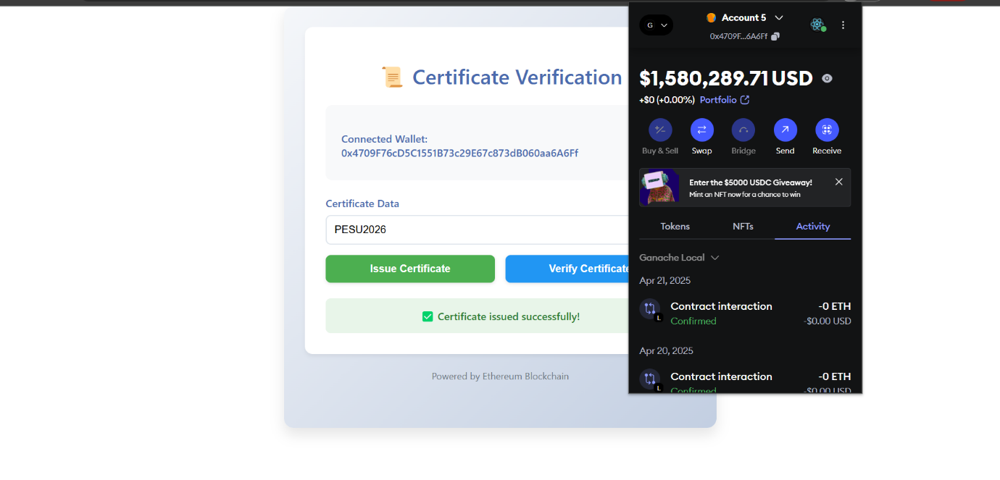 Certificate Verification
Connected Wallet:
0x4709F76cD5C1551B73c29E67c873dB060aa6A6Ff
Certificate Data
PESU2026
Issue Certificate
Verify Certificate
Certificate issued successfully!
Powered by Ethereum Blockchain
G
Account 5
0x4709F...6A6Ff
$1,580,289.71 USD
+$0 (+0.00%) Portfolio
Buy & Sell
Swap
Bridge
Send
Receive
Enter the $5000 USDC Giveaway!
Mint an NFT now for a chance to win
Tokens
NFTs
Activity
Ganache Local
Apr 21, 2025
Contract interaction
-0 ETH
L
Confirmed
-$0.00 USD
Apr 20, 2025
Contract interaction
-0 ETH
L
Confirmed
-$0.00 USD